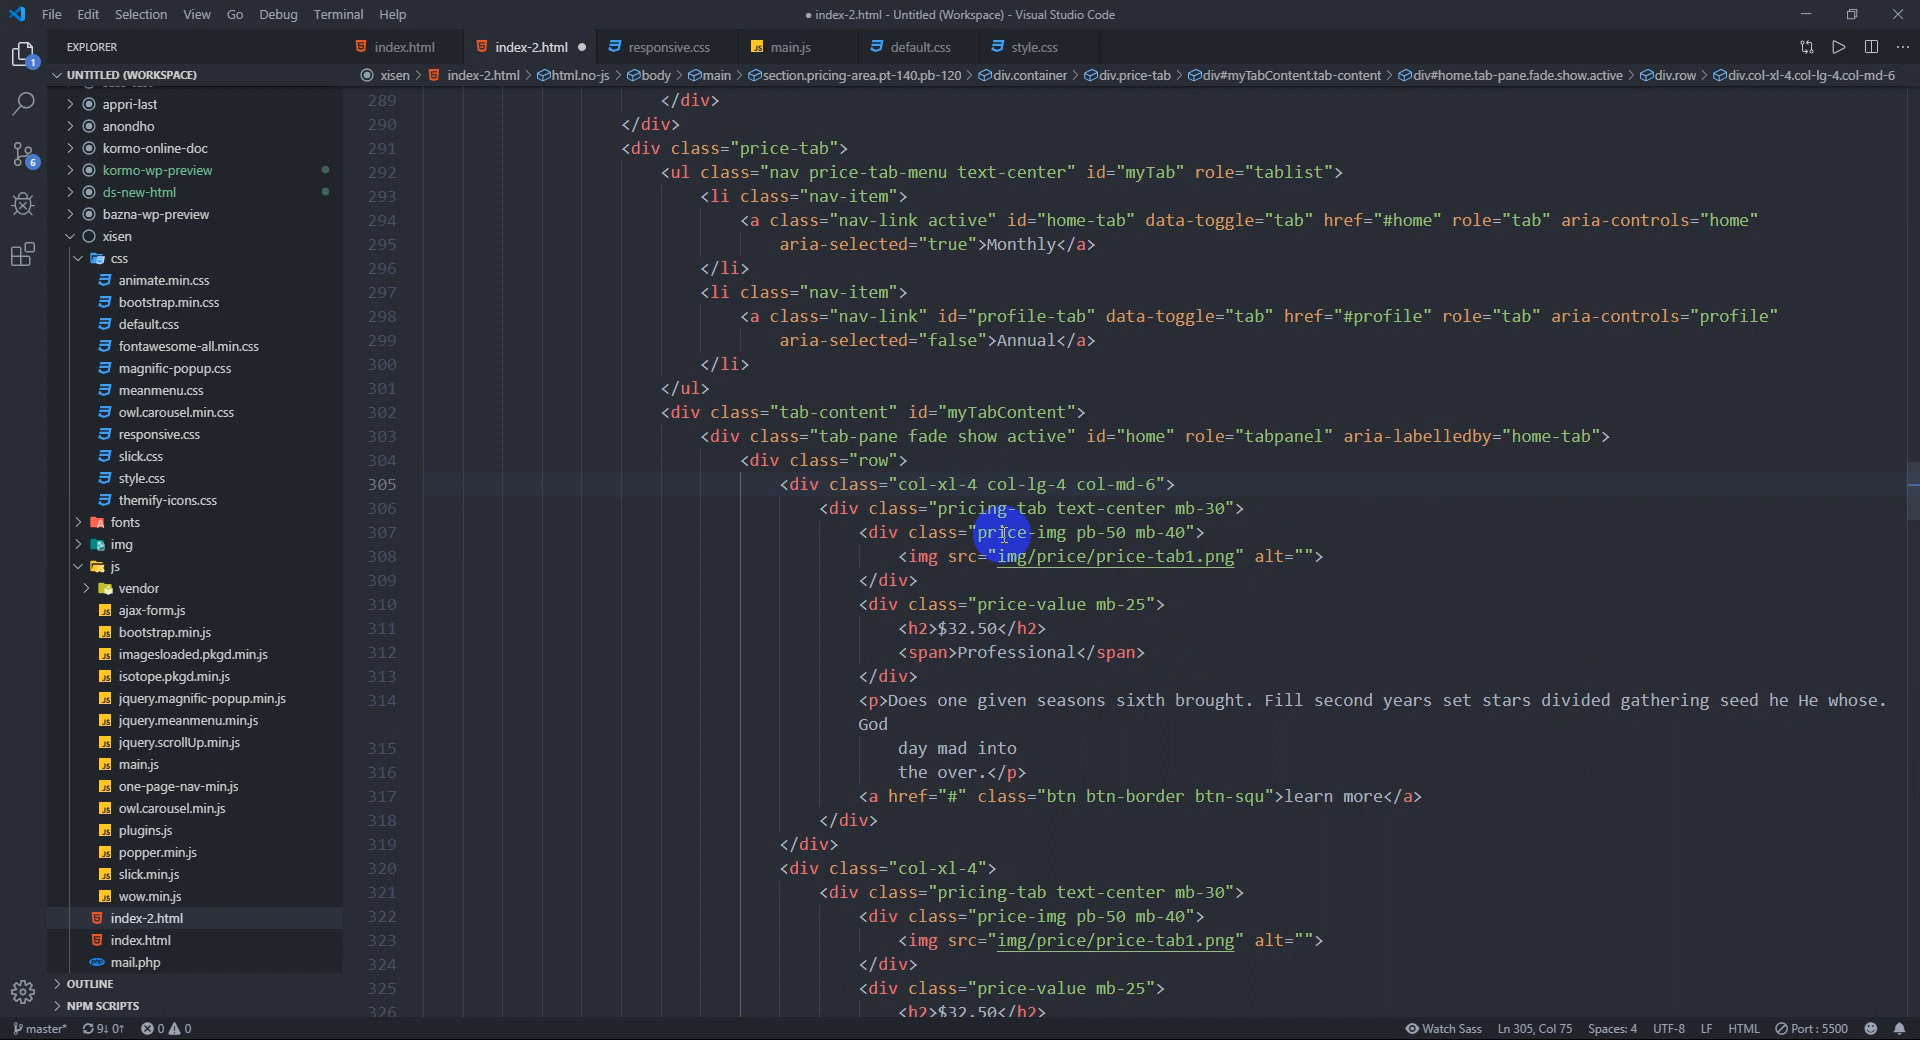 File Edit Selection View Go Debug Terminal Help
● index-2.html - Untitled (Workspace) - Visual Studio Code
EXPLORER
index.html
index-2.html ●
responsive.css
main.js
default.css
style.css
xisen > index-2.html > html.no-js > body > main > section.pricing-area.pt-140.pb-120 > div.container > div.price-tab > div#myTabContent.tab-content > div#home.tab-pane.fade.show.active > div.row > div.col-xl-4.col-lg-4.col-md-6
UNTITLED (WORKSPACE)
appri-last
anondho
kormo-online-doc
kormo-wp-preview
ds-new-html
bazna-wp-preview
xisen
css
animate.min.css
bootstrap.min.css
default.css
fontawesome-all.min.css
magnific-popup.css
meanmenu.css
owl.carousel.min.css
responsive.css
slick.css
style.css
themify-icons.css
fonts
img
js
vendor
ajax-form.js
bootstrap.min.js
imagesloaded.pkgd.min.js
isotope.pkgd.min.js
jquery.magnific-popup.min.js
jquery.meanmenu.min.js
jquery.scrollUp.min.js
main.js
one-page-nav-min.js
owl.carousel.min.js
plugins.js
popper.min.js
slick.min.js
wow.min.js
index-2.html
index.html
mail.php
OUTLINE
NPM SCRIPTS
289 </div>
290 </div>
291 <div class="price-tab">
292 <ul class="nav price-tab-menu text-center" id="myTab" role="tablist">
293 <li class="nav-item">
294 <a class="nav-link active" id="home-tab" data-toggle="tab" href="#home" role="tab" aria-controls="home"
295 aria-selected="true">Monthly</a>
296 </li>
297 <li class="nav-item">
298 <a class="nav-link" id="profile-tab" data-toggle="tab" href="#profile" role="tab" aria-controls="profile"
299 aria-selected="false">Annual</a>
300 </li>
301 </ul>
302 <div class="tab-content" id="myTabContent">
303 <div class="tab-pane fade show active" id="home" role="tabpanel" aria-labelledby="home-tab">
304 <div class="row">
305 <div class="col-xl-4 col-lg-4 col-md-6">
306 <div class="pricing-tab text-center mb-30">
307 <div class="price-img pb-50 mb-40">
308 <img src="img/price/price-tab1.png" alt="">
309 </div>
310 <div class="price-value mb-25">
311 <h2>$32.50</h2>
312 <span>Professional</span>
313 </div>
314 <p>Does one given seasons sixth brought. Fill second years set stars divided gathering seed he He whose.
God
315 day mad into
316 the over.</p>
317 <a href="#" class="btn btn-border btn-squ">learn more</a>
318 </div>
319 </div>
320 <div class="col-xl-4">
321 <div class="pricing-tab text-center mb-30">
322 <div class="price-img pb-50 mb-40">
323 <img src="img/price/price-tab1.png" alt="">
324 </div>
325 <div class="price-value mb-25">
326 <h2>$32.50</h2>
master* 9↓ 0↑ 0 0
Watch Sass Ln 305, Col 75 Spaces: 4 UTF-8 LF HTML Port : 5500
1
6